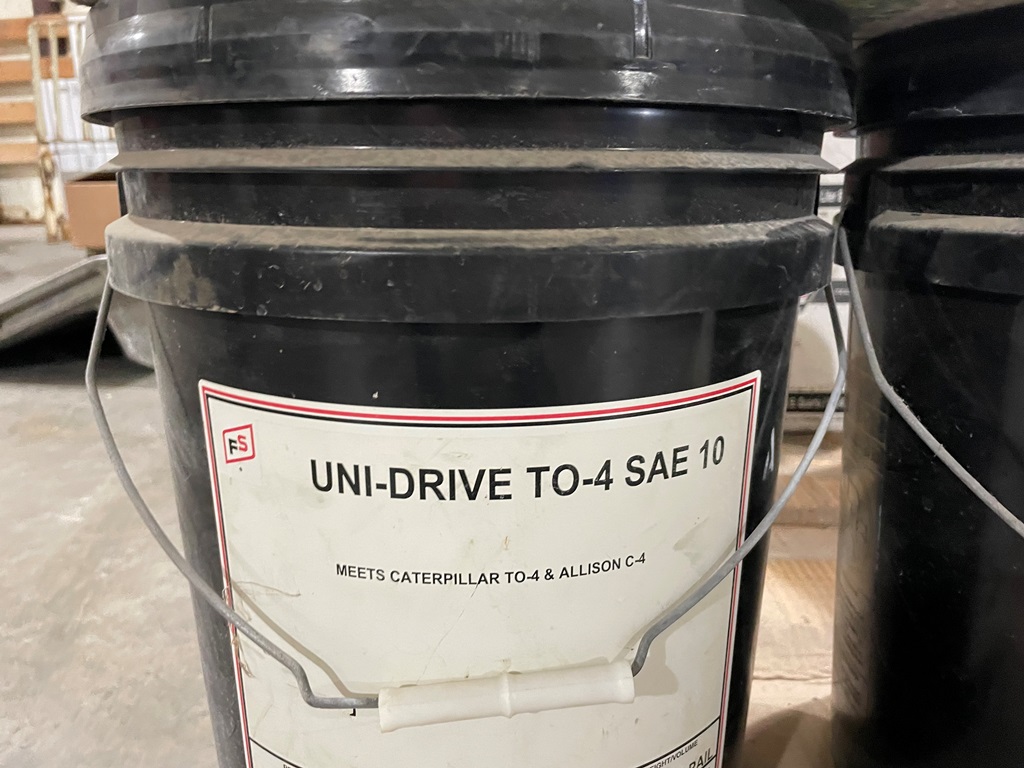 FS
UNI-DRIVE TO-4 SAE 10
MEETS CATERPILLAR TO-4 & ALLISON C-4